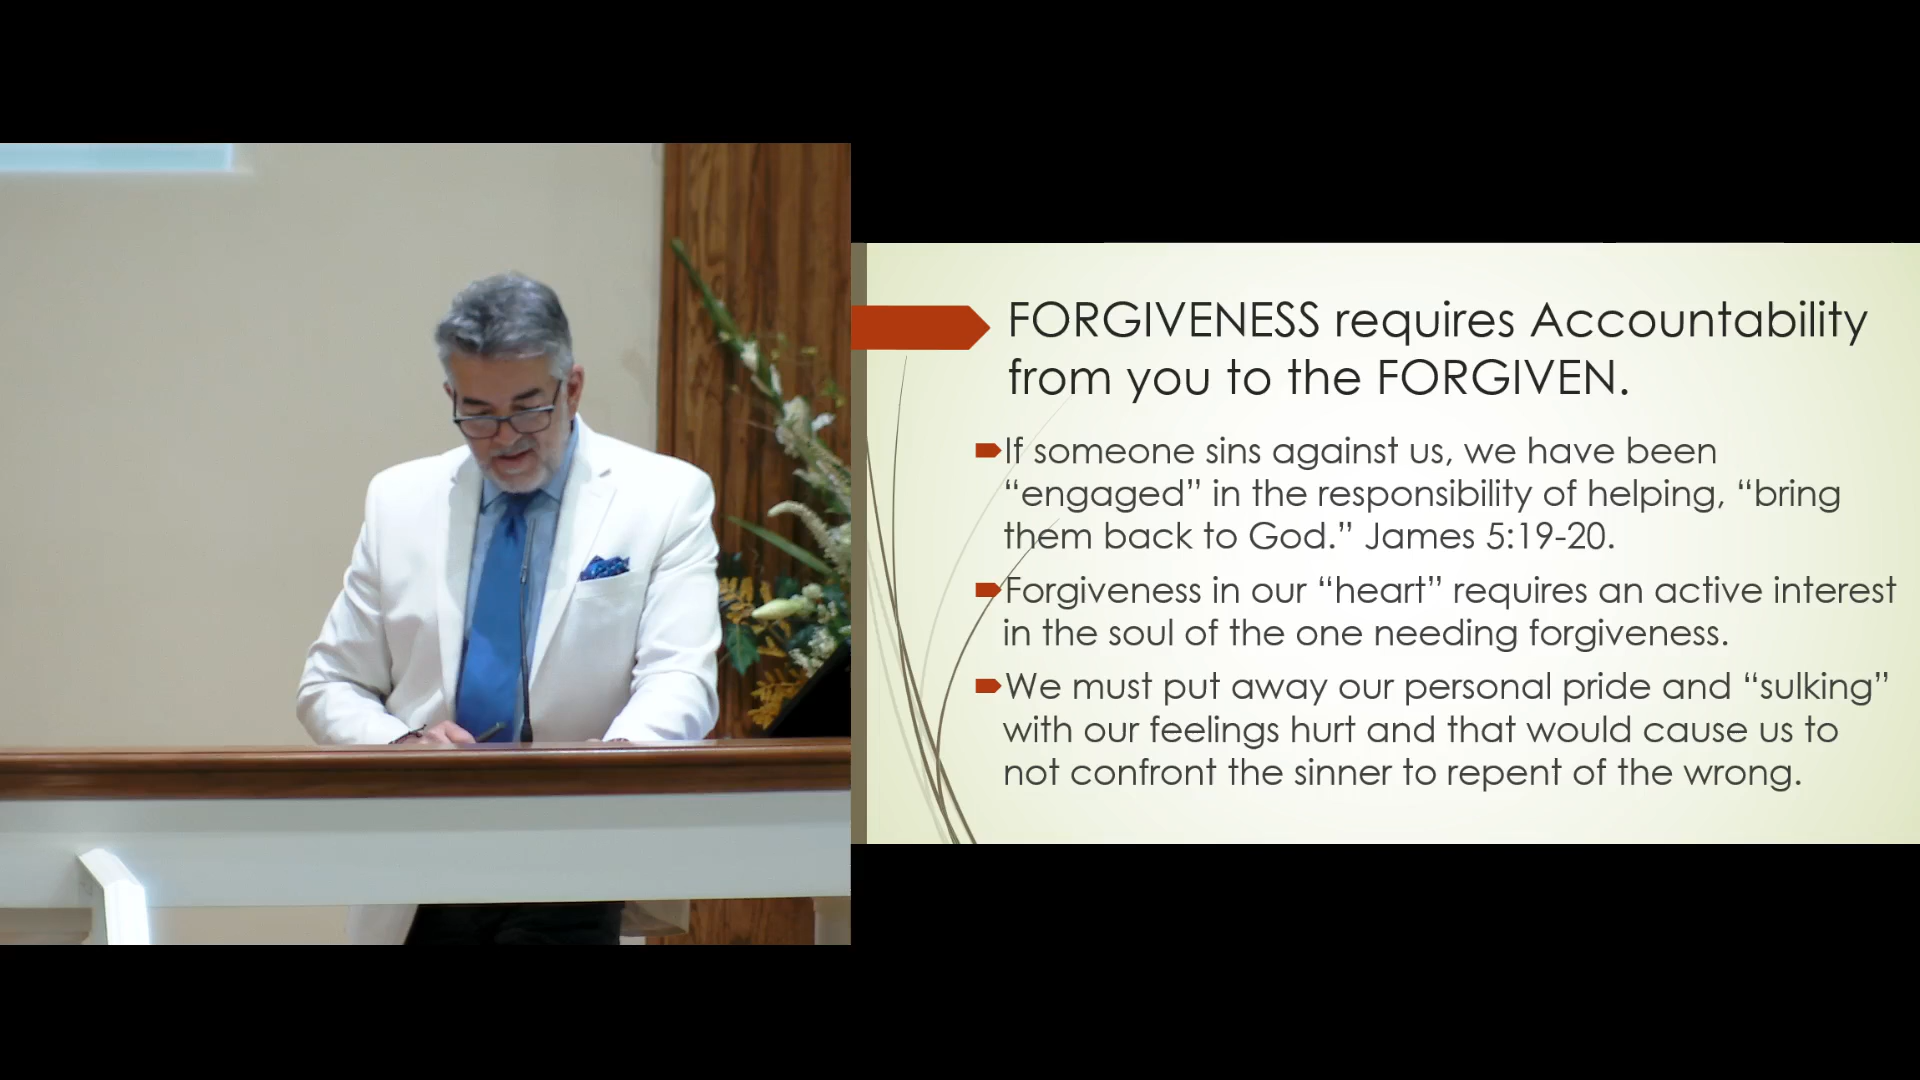 FORGIVENESS requires Accountability
from you to the FORGIVEN.
If someone sins against us, we have been
“engaged” in the responsibility of helping, “bring
them back to God.” James 5:19-20.
Forgiveness in our “heart” requires an active interest
in the soul of the one needing forgiveness.
We must put away our personal pride and “sulking”
with our feelings hurt and that would cause us to
not confront the sinner to repent of the wrong.